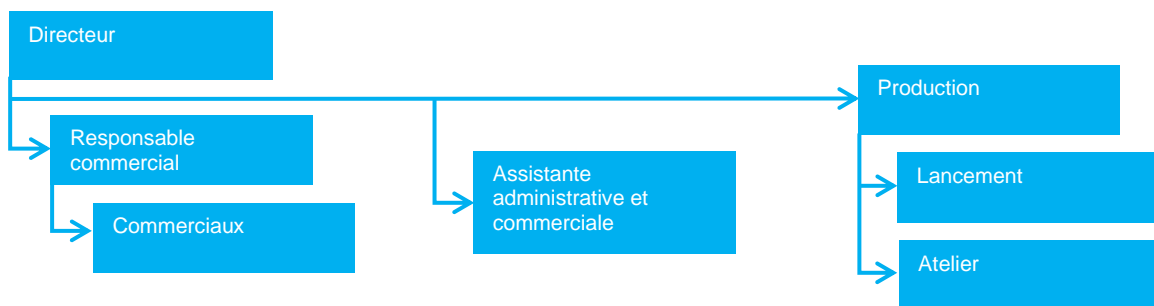 Directeur
Production
Responsable
commercial
Assistante
administrative et
commerciale
Lancement
Commerciaux
Atelier